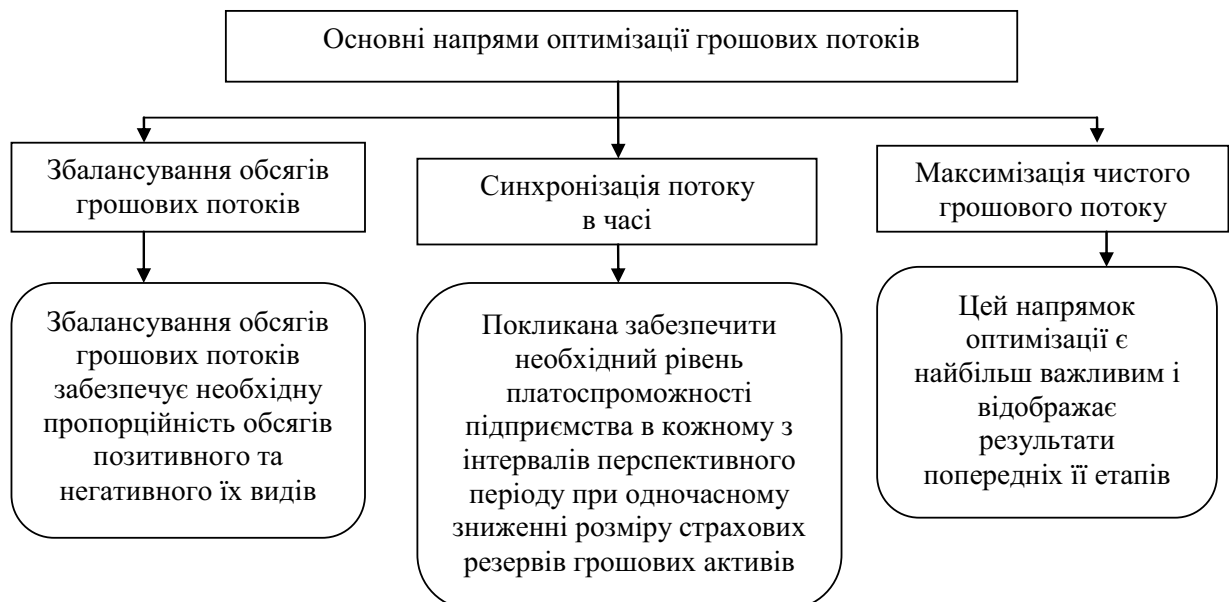 Основні напрями оптимізації грошових потоків
Збалансування обсягів
грошових потоків
Синхронізація потоку
в часі
Максимізація чистого
грошового потоку
Збалансування обсягів
грошових потоків
забезпечує необхідну
пропорційність обсягів
позитивного та
негативного їх видів
Покликана забезпечити
необхідний рівень
платоспроможності
підприємства в кожному з
інтервалів перспективного
періоду при одночасному
зниженні розміру страхових
резервів грошових активів
Цей напрямок
оптимізації є
найбільш важливим і
відображає
результати
попередніх її етапів